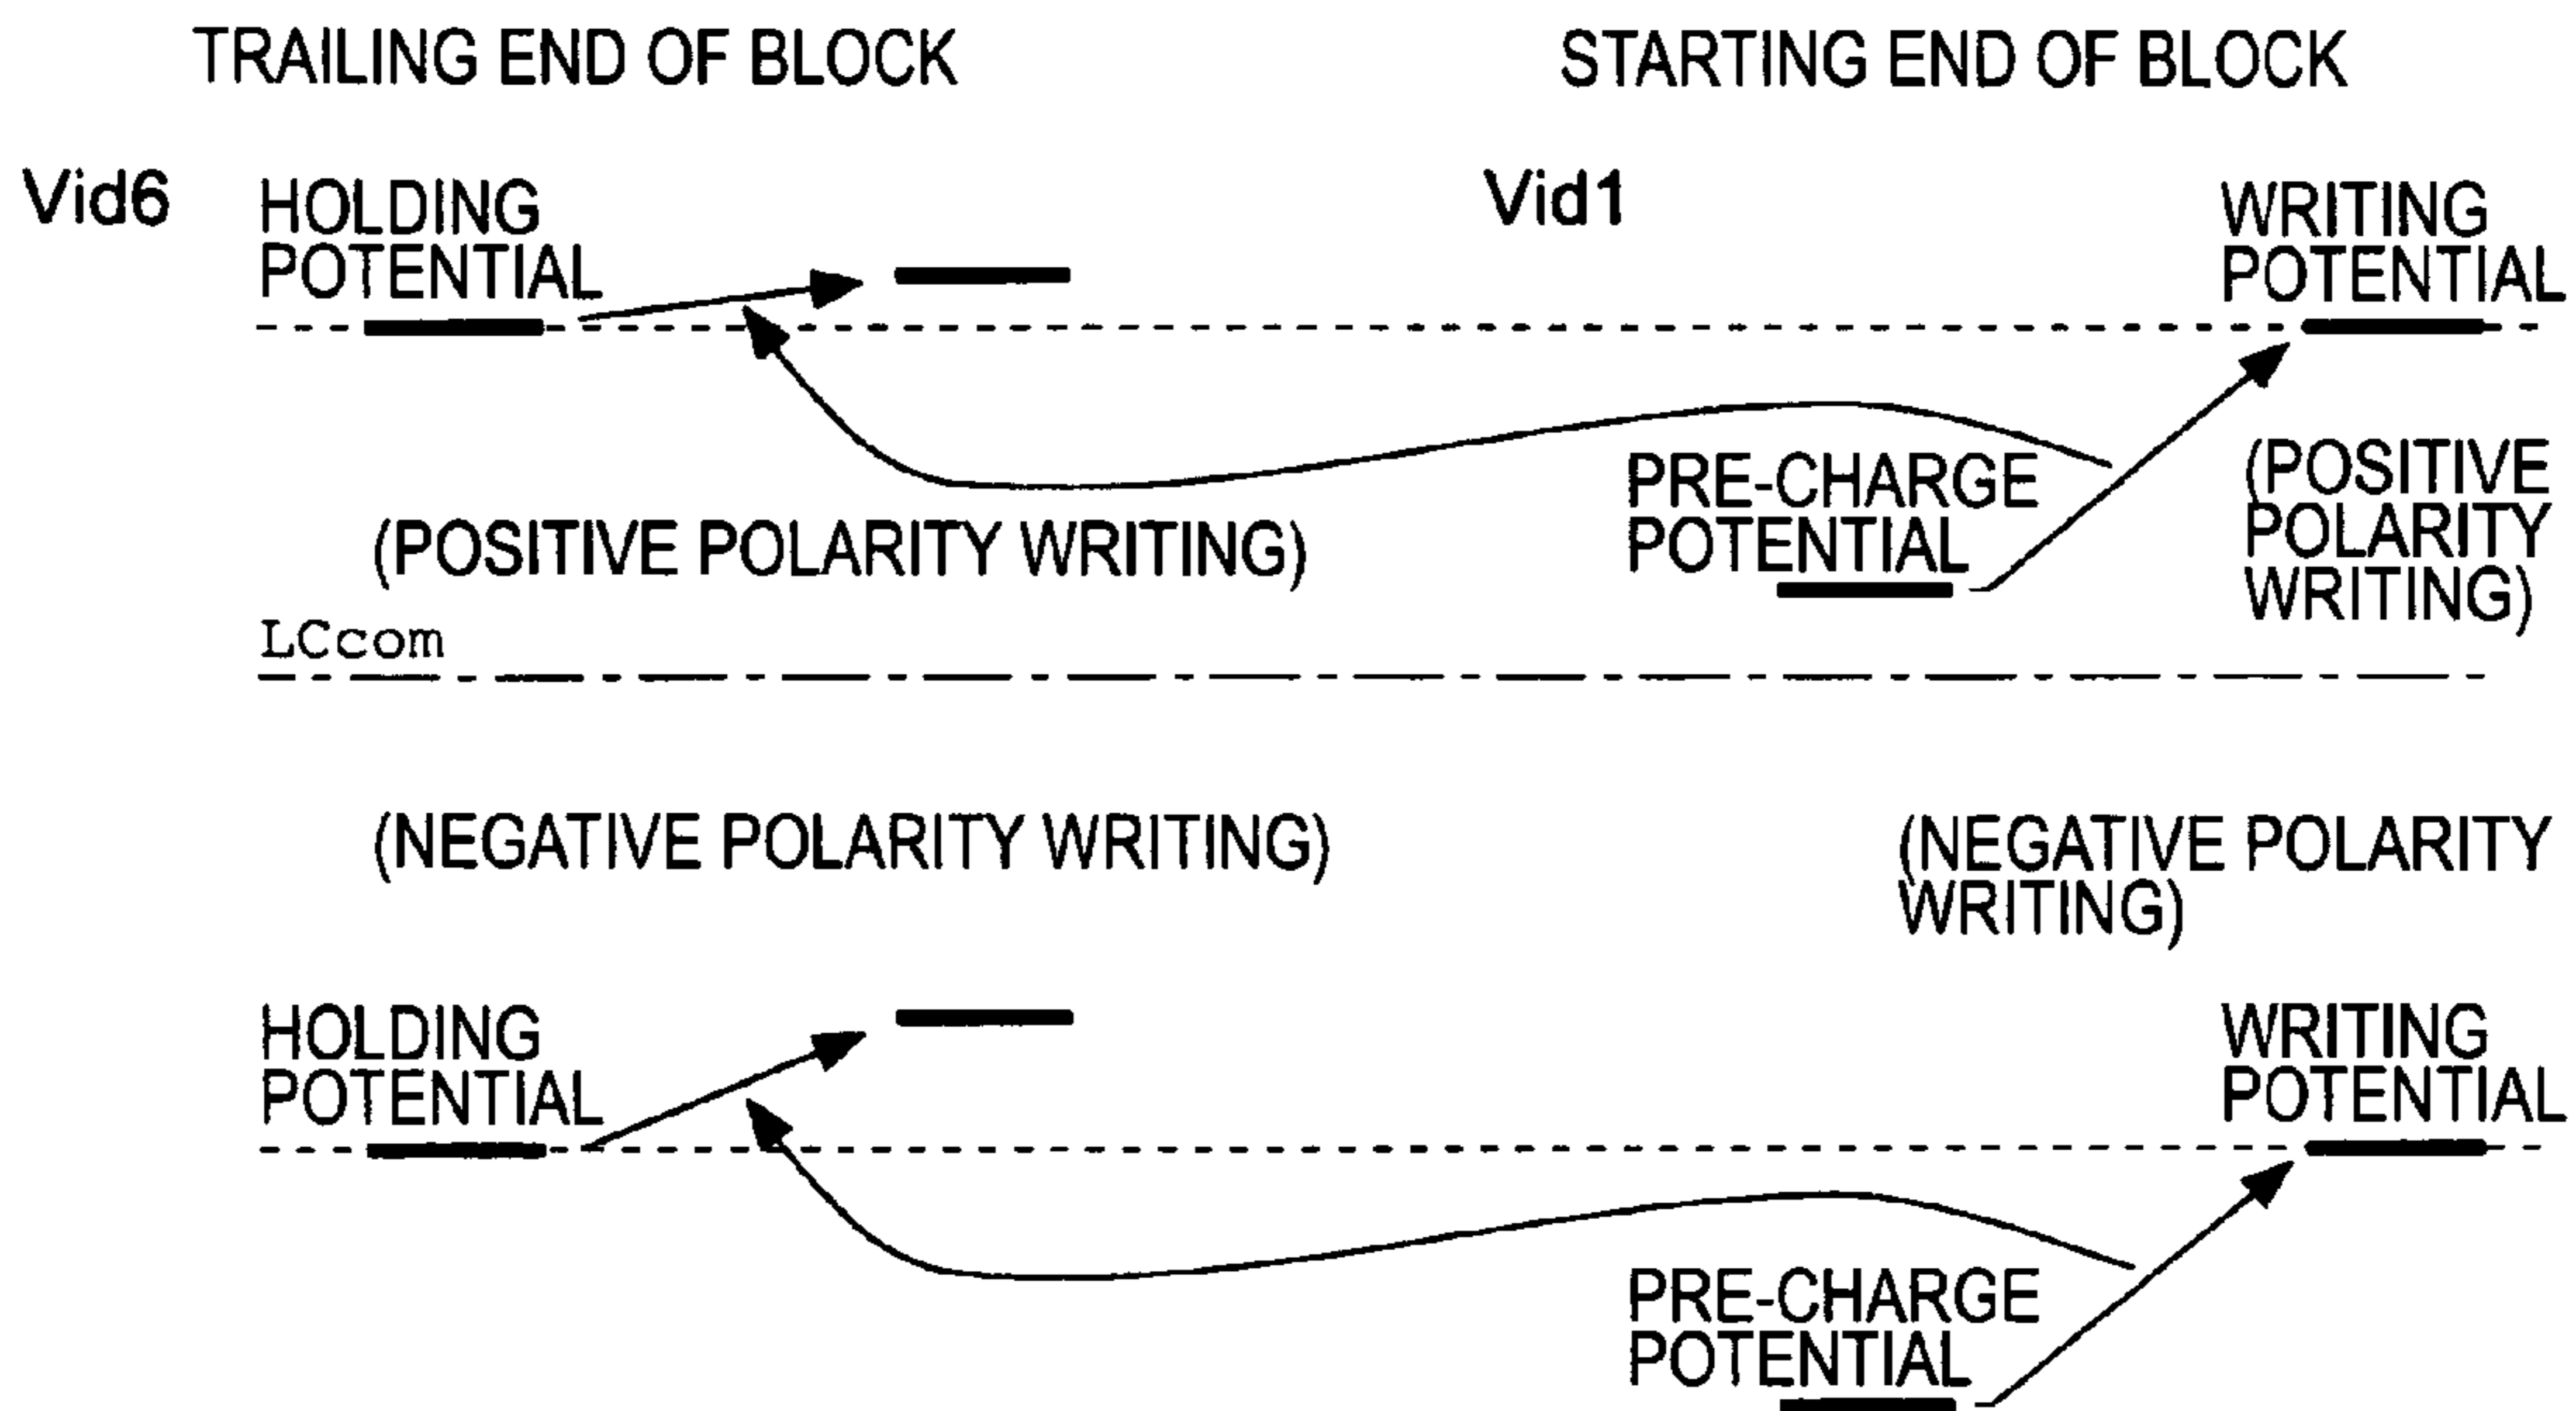 TRAILING END OF BLOCK
STARTING END OF BLOCK
Vid6
HOLDING
POTENTIAL
Vid1
WRITING
POTENTIAL
PRE-CHARGE
POTENTIAL
(POSITIVE
POLARITY
WRITING)
(POSITIVE POLARITY WRITING)
LCcom
(NEGATIVE POLARITY WRITING)
(NEGATIVE POLARITY
WRITING)
HOLDING
POTENTIAL
WRITING
POTENTIAL
PRE-CHARGE
POTENTIAL